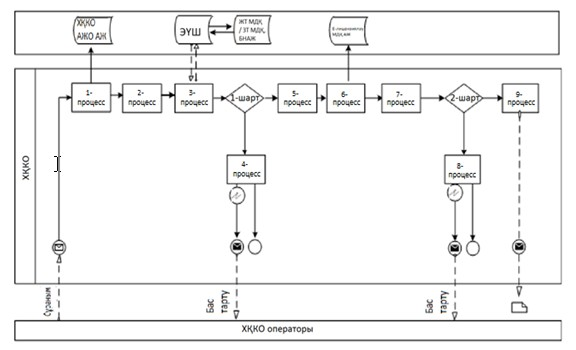 ХҚКО
АЖО АЖ
ЭҮШ
ЖТ МДҚ
/ ЗТ МДҚ,
БНАЖ
1-
процесс
2-
процесс
3-
процесс
1-шарт
5-
процесс
6-
процесс
7-
процесс
2-шарт
9-
процесс
4-
процесс
8-
процесс
ХҚКО
Сұраным
Бас
тарту
Бас
тарту
ХҚКО операторы